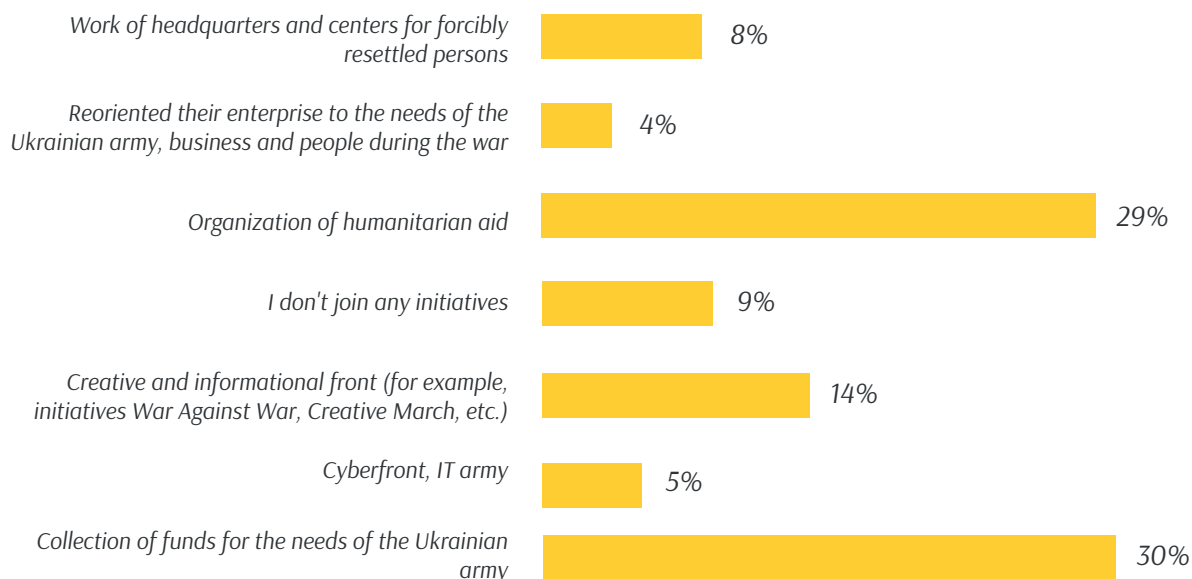 Work of headquarters and centers for forcibly
resettled persons
8%
Reoriented their enterprise to the needs of the
Ukrainian army, business and people during the war
4%
Organization of humanitarian aid
29%
I don't join any initiatives
9%
Creative and informational front (for example,
initiatives War Against War, Creative March, etc.)
14%
Cyberfront, IT army
5%
Collection of funds for the needs of the Ukrainian
army
30%